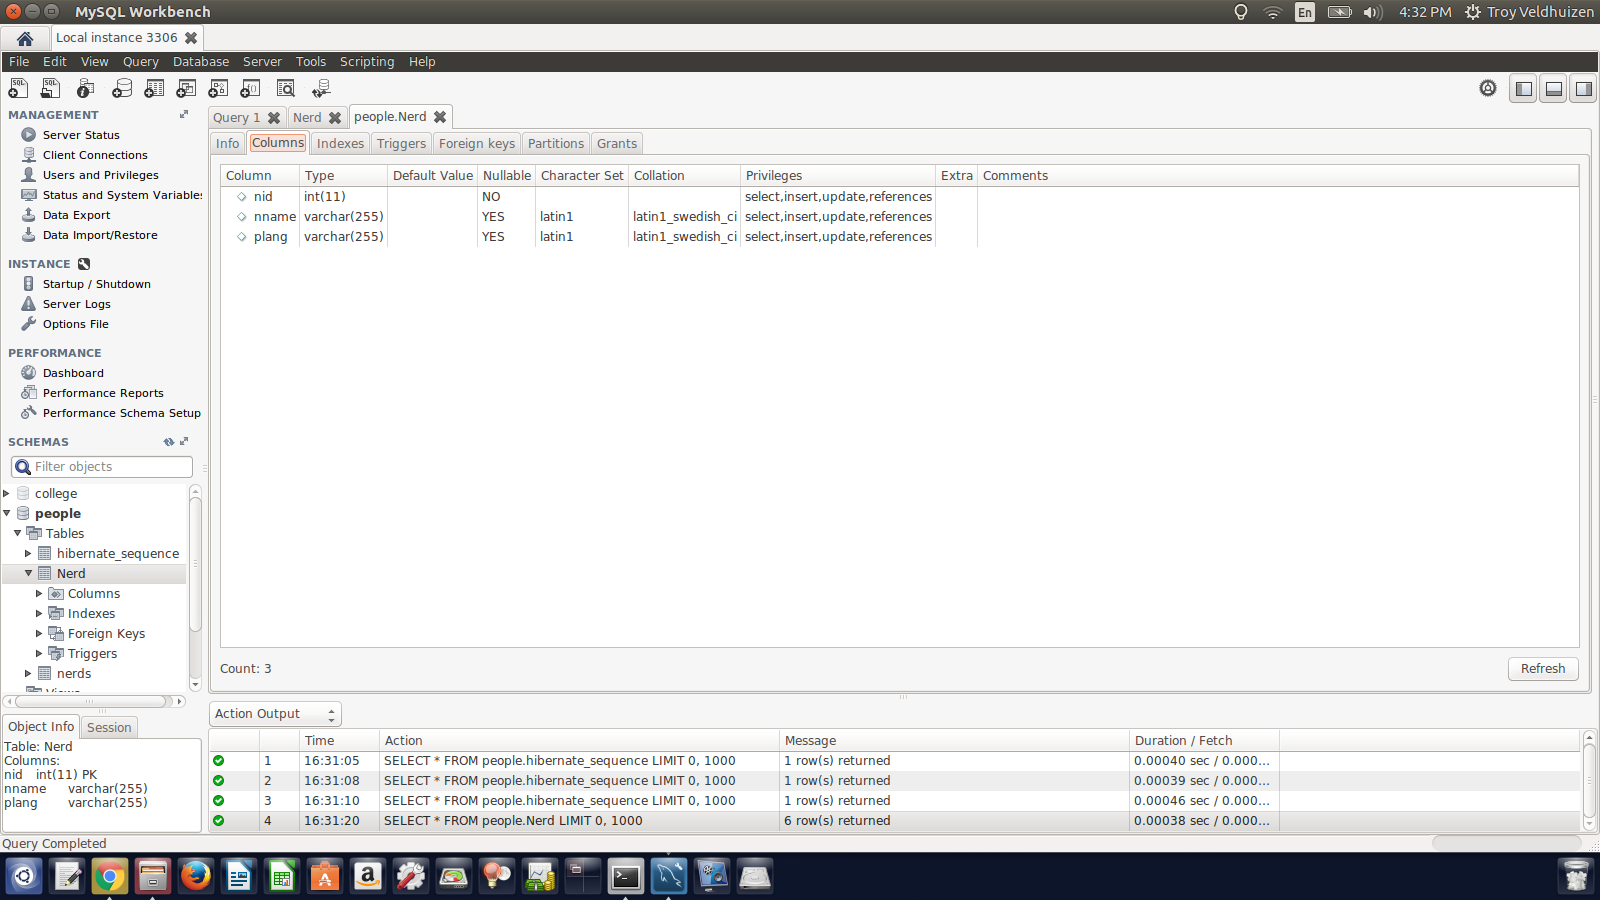 MySQL Workbench
En
4:32 PM
Troy Veldhuizen
Local instance 3306
File Edit View Query Database Server Tools Scripting Help
MANAGEMENT
Server Status
Client Connections
Users and Privileges
Status and System Variables
Data Export
Data Import/Restore
INSTANCE
Startup / Shutdown
Server Logs
Options File
PERFORMANCE
Dashboard
Performance Reports
Performance Schema Setup
SCHEMAS
Filter objects
college
people
Tables
hibernate_sequence
Nerd
Columns
Indexes
Foreign Keys
Triggers
nerds
Views
Object Info Session
Table: Nerd
Columns:
nid int(11) PK
nname varchar(255)
plang varchar(255)
Query 1 Nerd people.Nerd
Info Columns Indexes Triggers Foreign keys Partitions Grants
Column Type Default Value Nullable Character Set Collation Privileges Extra Comments
nid int(11) NO select,insert,update,references
nname varchar(255) YES latin1 latin1_swedish_ci select,insert,update,references
plang varchar(255) YES latin1 latin1_swedish_ci select,insert,update,references
Count: 3
Refresh
Action Output
Time Action Message Duration / Fetch
1 16:31:05 SELECT * FROM people.hibernate_sequence LIMIT 0, 1000 1 row(s) returned 0.00040 sec / 0.000...
2 16:31:08 SELECT * FROM people.hibernate_sequence LIMIT 0, 1000 1 row(s) returned 0.00039 sec / 0.000...
3 16:31:10 SELECT * FROM people.hibernate_sequence LIMIT 0, 1000 1 row(s) returned 0.00046 sec / 0.000...
4 16:31:20 SELECT * FROM people.Nerd LIMIT 0, 1000 6 row(s) returned 0.00038 sec / 0.000...
Query Completed